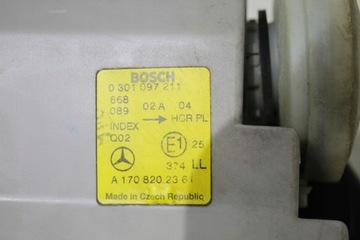 BOSCH
0 301 097 211
668
089 02A 04
INDEX → HCR PL
Q02 E1 25
374 LL
A 170 820 23 61
Made in Czech Republic